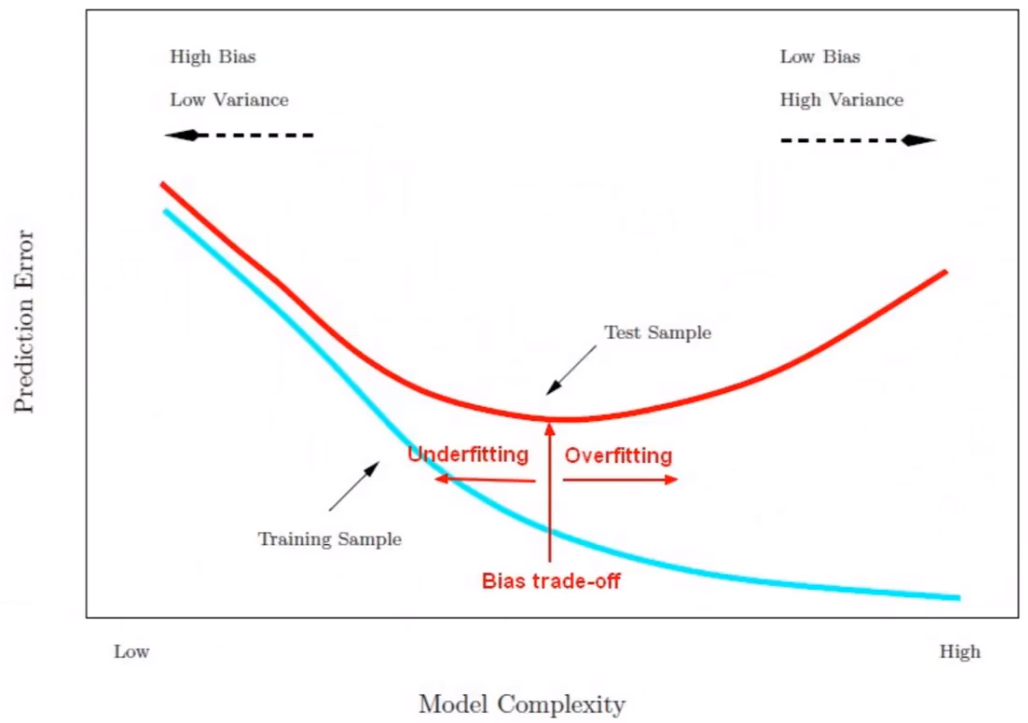 High Bias
Low Variance
Low Bias
High Variance
Prediction Error
Test Sample
Underfitting
Overfitting
Training Sample
Bias trade-off
Low
High
Model Complexity